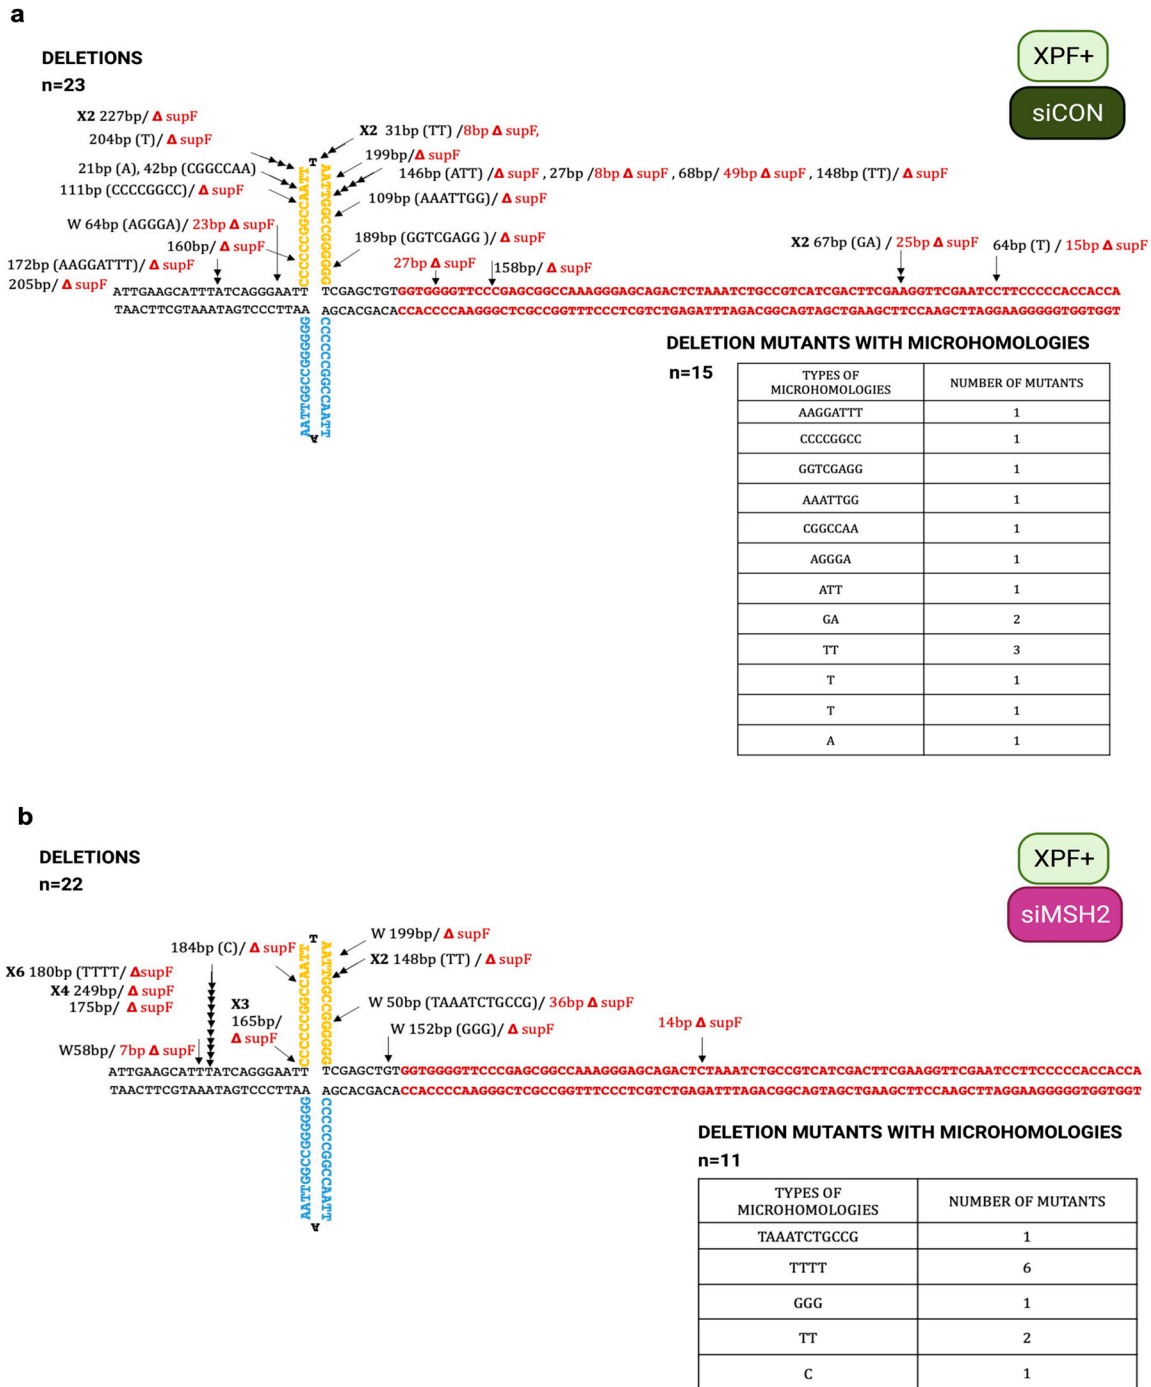 a
DELETIONS
n=23
XPF+
siCON
X2 227bp/ Δ supF
204bp (T)/ Δ supF
21bp (A), 42bp (CGGCCAA)
111bp (CCCCGGCC)/ Δ supF
W 64bp (AGGGA)/ 23bp Δ supF
160bp/ Δ supF
172bp (AAGGATTT)/ Δ supF
205bp/ Δ supF
X2 31bp (TT) /8bp Δ supF,
199bp/Δ supF
146bp (ATT) /Δ supF , 27bp /8bp Δ supF , 68bp/ 49bp Δ supF , 148bp (TT)/ Δ supF
109bp (AAATTGG)/ Δ supF
189bp (GGTCGAGG )/ Δ supF
27bp Δ supF
158bp/ Δ supF
X2 67bp (GA) / 25bp Δ supF
64bp (T) / 15bp Δ supF
T
CCCCCCGGCCAATT
AATTGGCCGGGGGG
ATTGAAGCATTTATCAGGGAATT TCGAGCTGTGGTGGGGTTCCCGAGCGGCCAAAGGGAGCAGACTCTAAATCTGCCGTCATCGACTTCGAAGGTTCGAATCCTTCCCCCACCACCA
TAACTTCGTAAATAGTCCCTTAA AGCACGACACCACCCCAAGGGCTCGCCGGTTTCCCTCGTCTGAGATTTAGACGGCAGTAGCTGAAGCTTCCAAGCTTAGGAAGGGGGTGGTGGT
AATTGGCCGGGGGG
CCCCCCGGCCAATT
A
DELETION MUTANTS WITH MICROHOMOLOGIES
n=15
TYPES OF MICROHOMOLOGIES NUMBER OF MUTANTS
AAGGATTT 1
CCCCGGCC 1
GGTCGAGG 1
AAATTGG 1
CGGCCAA 1
AGGGA 1
ATT 1
GA 2
TT 3
T 1
T 1
A 1
b
DELETIONS
n=22
XPF+
siMSH2
184bp (C)/ Δ supF
X6 180bp (TTTT/ ΔsupF
X4 249bp/ Δ supF
175bp/ Δ supF
X3
165bp/
Δ supF
W58bp/ 7bp Δ supF
W 199bp/ Δ supF
X2 148bp (TT) / Δ supF
W 50bp (TAAATCTGCCG)/ 36bp Δ supF
W 152bp (GGG)/ Δ supF
14bp Δ supF
T
CCCCCCGGCCAATT
AATTGGCCGGGGGG
ATTGAAGCATTTATCAGGGAATT TCGAGCTGTGGTGGGGTTCCCGAGCGGCCAAAGGGAGCAGACTCTAAATCTGCCGTCATCGACTTCGAAGGTTCGAATCCTTCCCCCACCACCA
TAACTTCGTAAATAGTCCCTTAA AGCACGACACCACCCCAAGGGCTCGCCGGTTTCCCTCGTCTGAGATTTAGACGGCAGTAGCTGAAGCTTCCAAGCTTAGGAAGGGGGTGGTGGT
AATTGGCCGGGGGG
CCCCCCGGCCAATT
A
DELETION MUTANTS WITH MICROHOMOLOGIES
n=11
TYPES OF MICROHOMOLOGIES NUMBER OF MUTANTS
TAAATCTGCCG 1
TTTT 6
GGG 1
TT 2
C 1